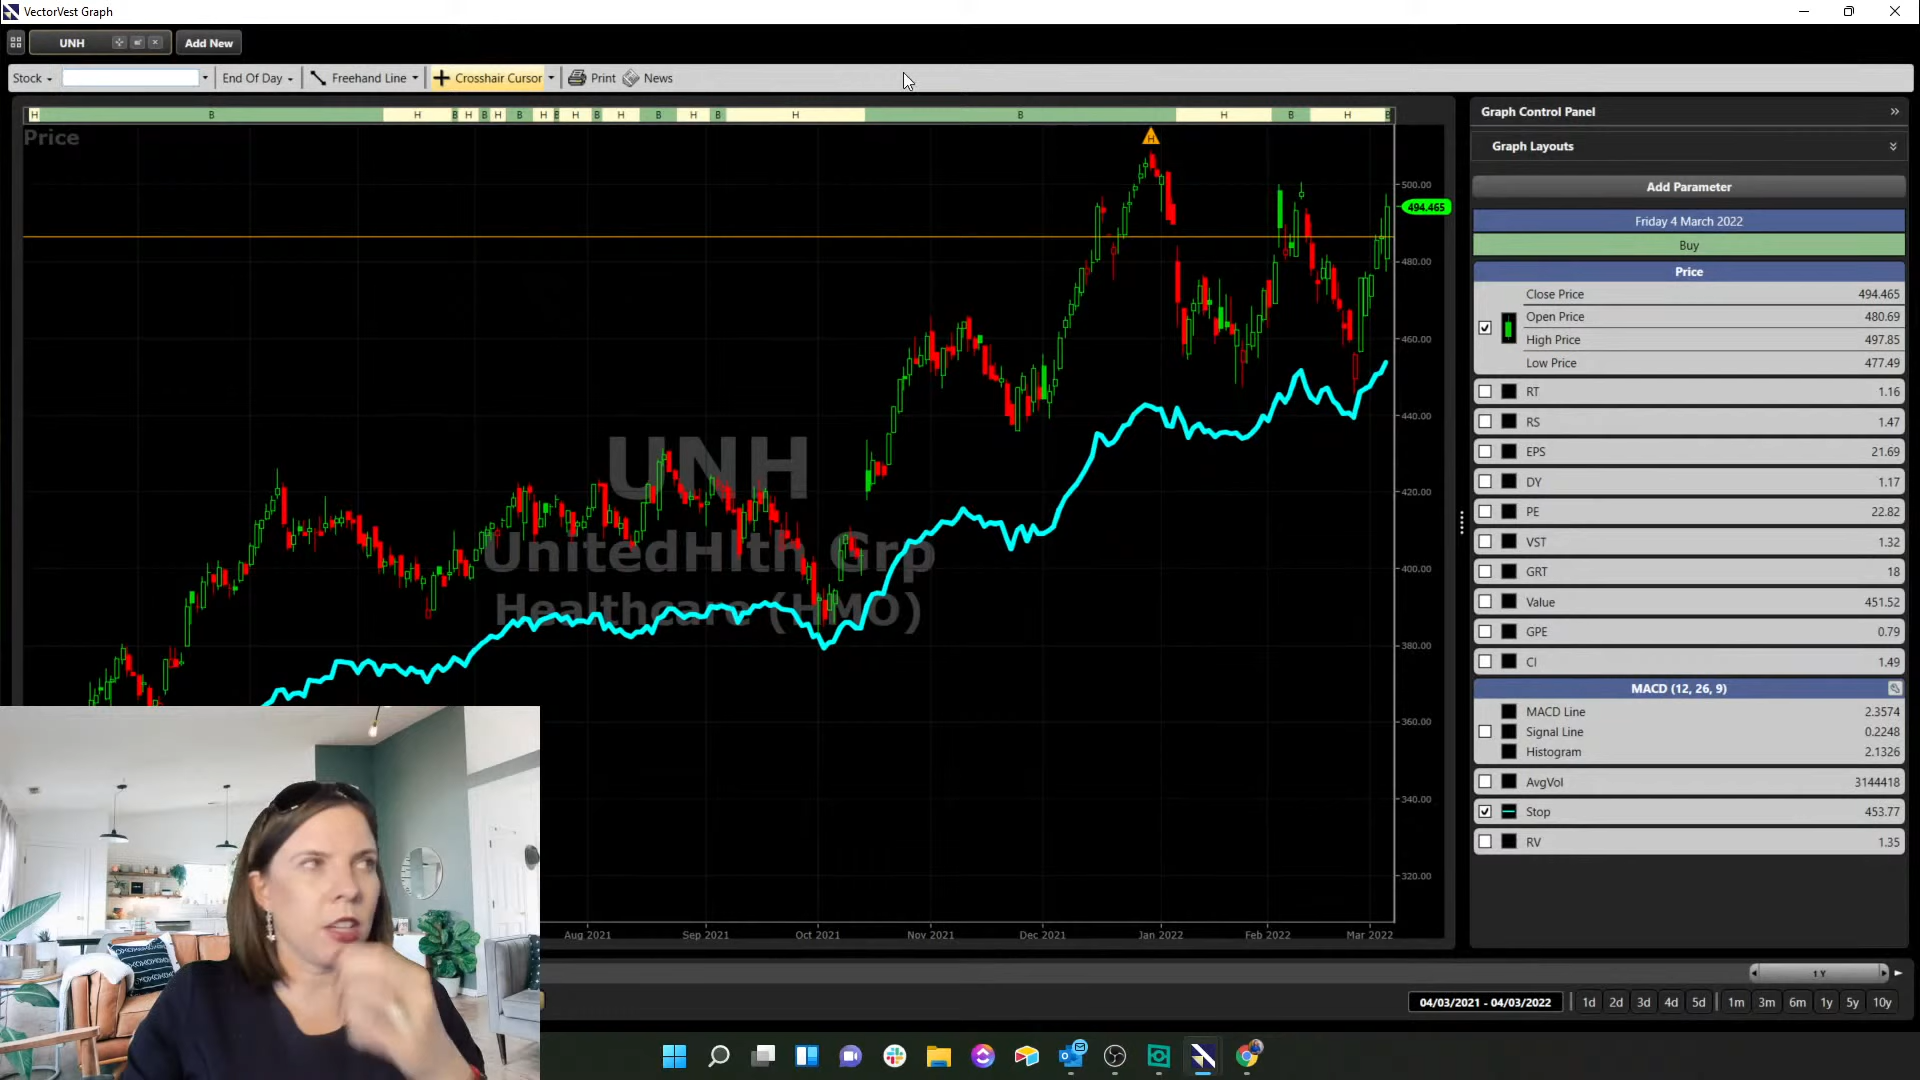 VectorVest Graph
UNH Add New
Stock End Of Day Freehand Line Crosshair Cursor Print News
H B H B H B H B H B H B H B H B H B H B H B H B
Price
H
500.00
494.465
480.00
460.00
440.00
420.00
400.00
380.00
360.00
340.00
320.00
UNH
UnitedHlth Grp
Healthcare (HMO)
Aug 2021 Sep 2021 Oct 2021 Nov 2021 Dec 2021 Jan 2022 Feb 2022 Mar 2022
Graph Control Panel
Graph Layouts
Add Parameter
Friday 4 March 2022
Buy
Price
Close Price 494.465
Open Price 480.69
High Price 497.85
Low Price 477.49
RT 1.16
RS 1.47
EPS 21.69
DY 1.17
PE 22.82
VST 1.32
GRT 18
Value 451.52
GPE 0.79
CI 1.49
MACD (12, 26, 9)
MACD Line 2.3574
Signal Line 0.2248
Histogram 2.1326
AvgVol 3144418
Stop 453.77
RV 1.35
1 Y
04/03/2021 - 04/03/2022 1d 2d 3d 4d 5d 1m 3m 6m 1y 5y 10y